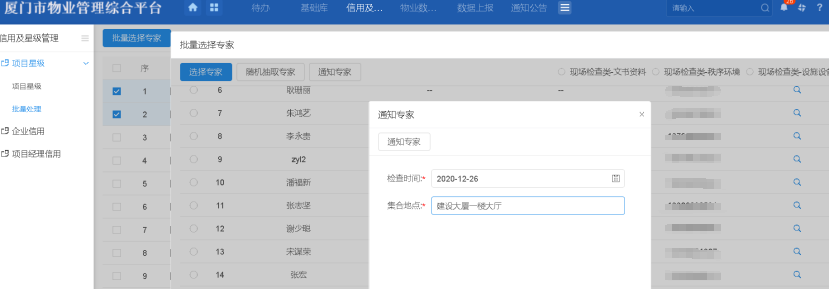 厦门市物业管理综合平台 待办 基础库 信用及... 物业数... 数据上报 通知公告 请输入 26
信用及星级管理 批量选择专家
批量选择专家
项目星级
项目星级
批量处理
企业信用
项目经理信用
序
1
2
3
4
5
6
7
8
9
选择专家 随机抽取专家 通知专家 现场检查类-文书资料 现场检查类-秩序环境 现场检查类-设施设
6 耿珊丽 -- --
7 朱鸿艺
8 李永贵
9 zyl2
10 潘锡新
11 张志坚
12 谢少聪
13 宋谋荣
14 张宏
通知专家 ×
通知专家
检查时间:* 2020-12-26
集合地点:* 建设大厦一楼大厅